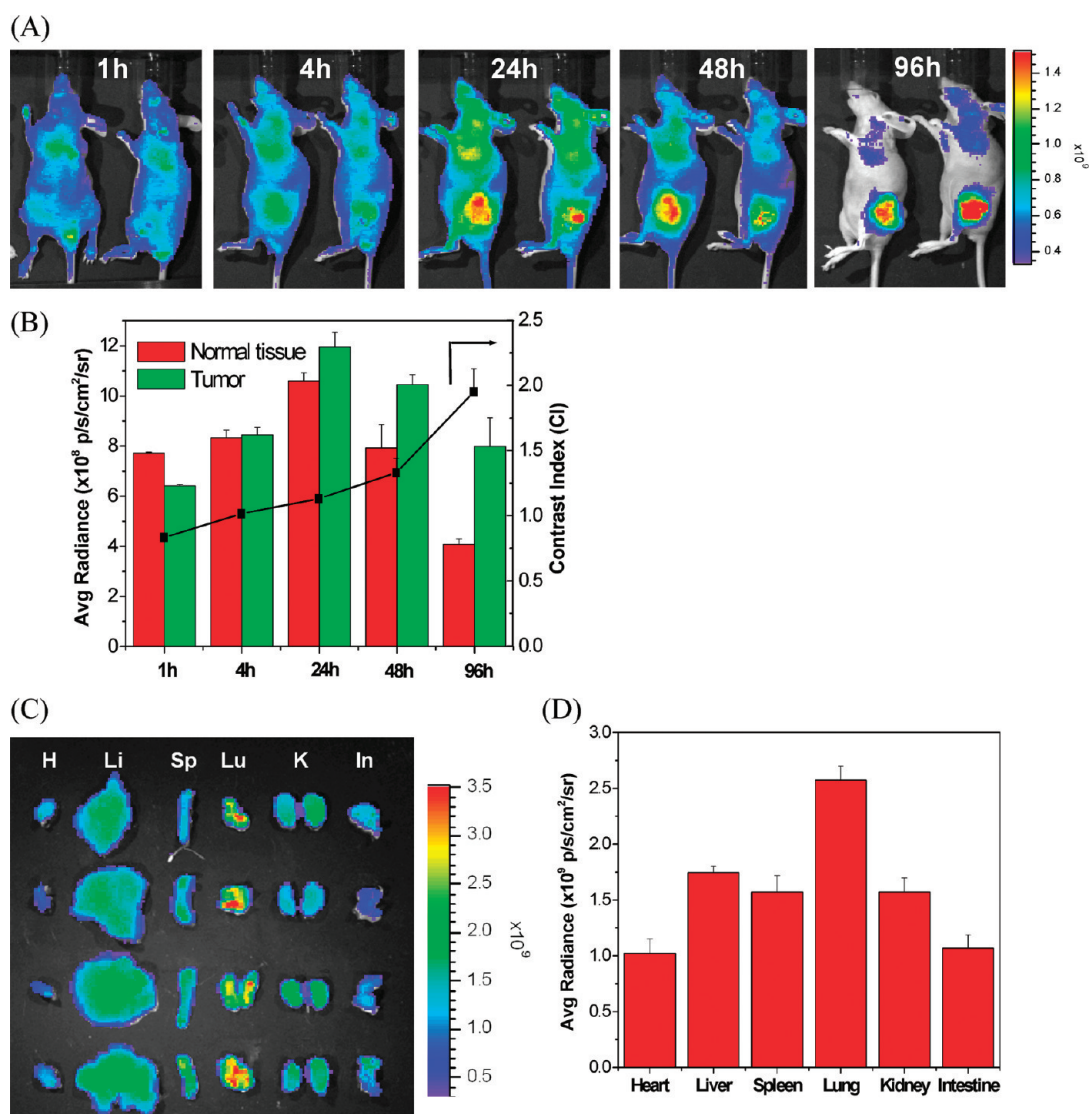 (A)
1h 4h 24h 48h 96h
1.4
1.2
1.0
0.8
0.6
0.4
x10⁹
(B)
Normal tissue
Tumor
Avg Radiance (x10⁸ p/s/cm²/sr)
12
10
8
6
4
2
0
2.5
2.0
1.5
1.0
0.5
0.0
Contrast Index (CI)
1h 4h 24h 48h 96h
(C)
H Li Sp Lu K In
3.5
3.0
2.5
2.0
1.5
1.0
0.5
x10⁹
(D)
Avg Radiance (x10⁹ p/s/cm²/sr)
3.0
2.5
2.0
1.5
1.0
0.5
0.0
Heart Liver Spleen Lung Kidney Intestine